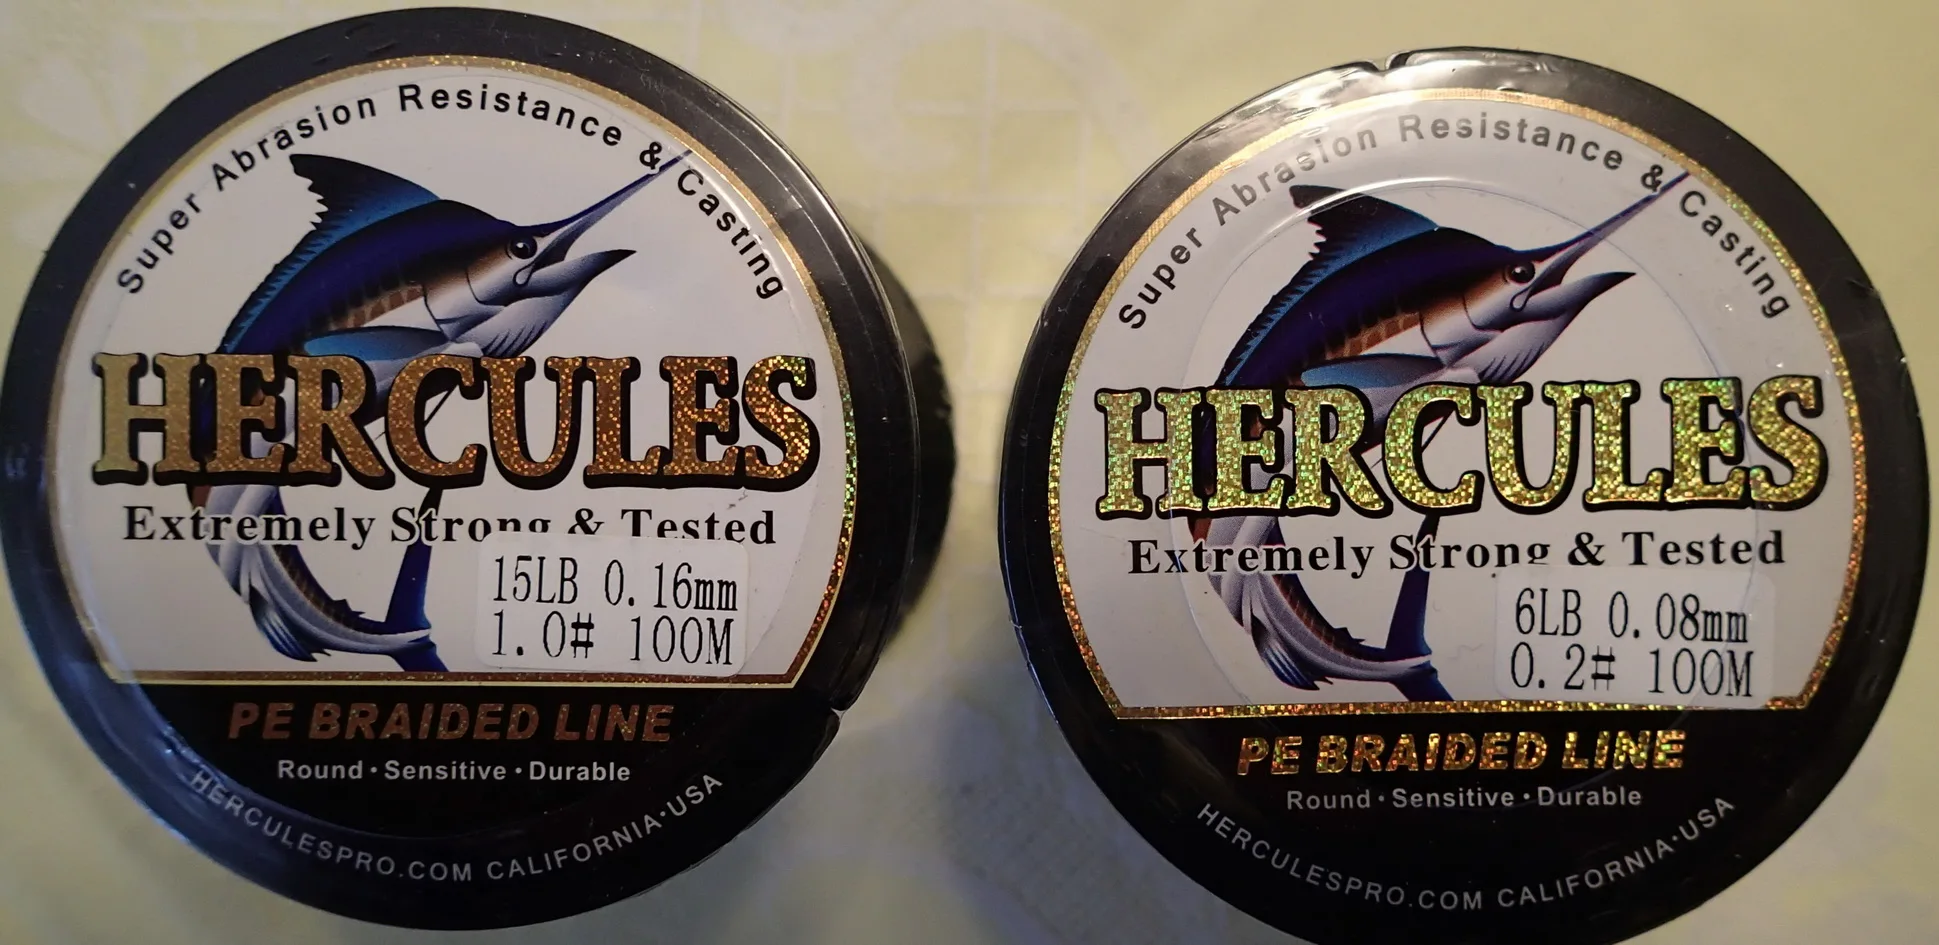 Super Abrasion Resistance & Casting
HERCULES
Extremely Strong & Tested
15LB 0.16mm
1.0# 100M
PE BRAIDED LINE
Round • Sensitive • Durable
HERCULESPRO.COM CALIFORNIA•USA
Super Abrasion Resistance & Casting
HERCULES
Extremely Strong & Tested
6LB 0.08mm
0.2# 100M
PE BRAIDED LINE
Round • Sensitive • Durable
HERCULESPRO.COM CALIFORNIA•USA